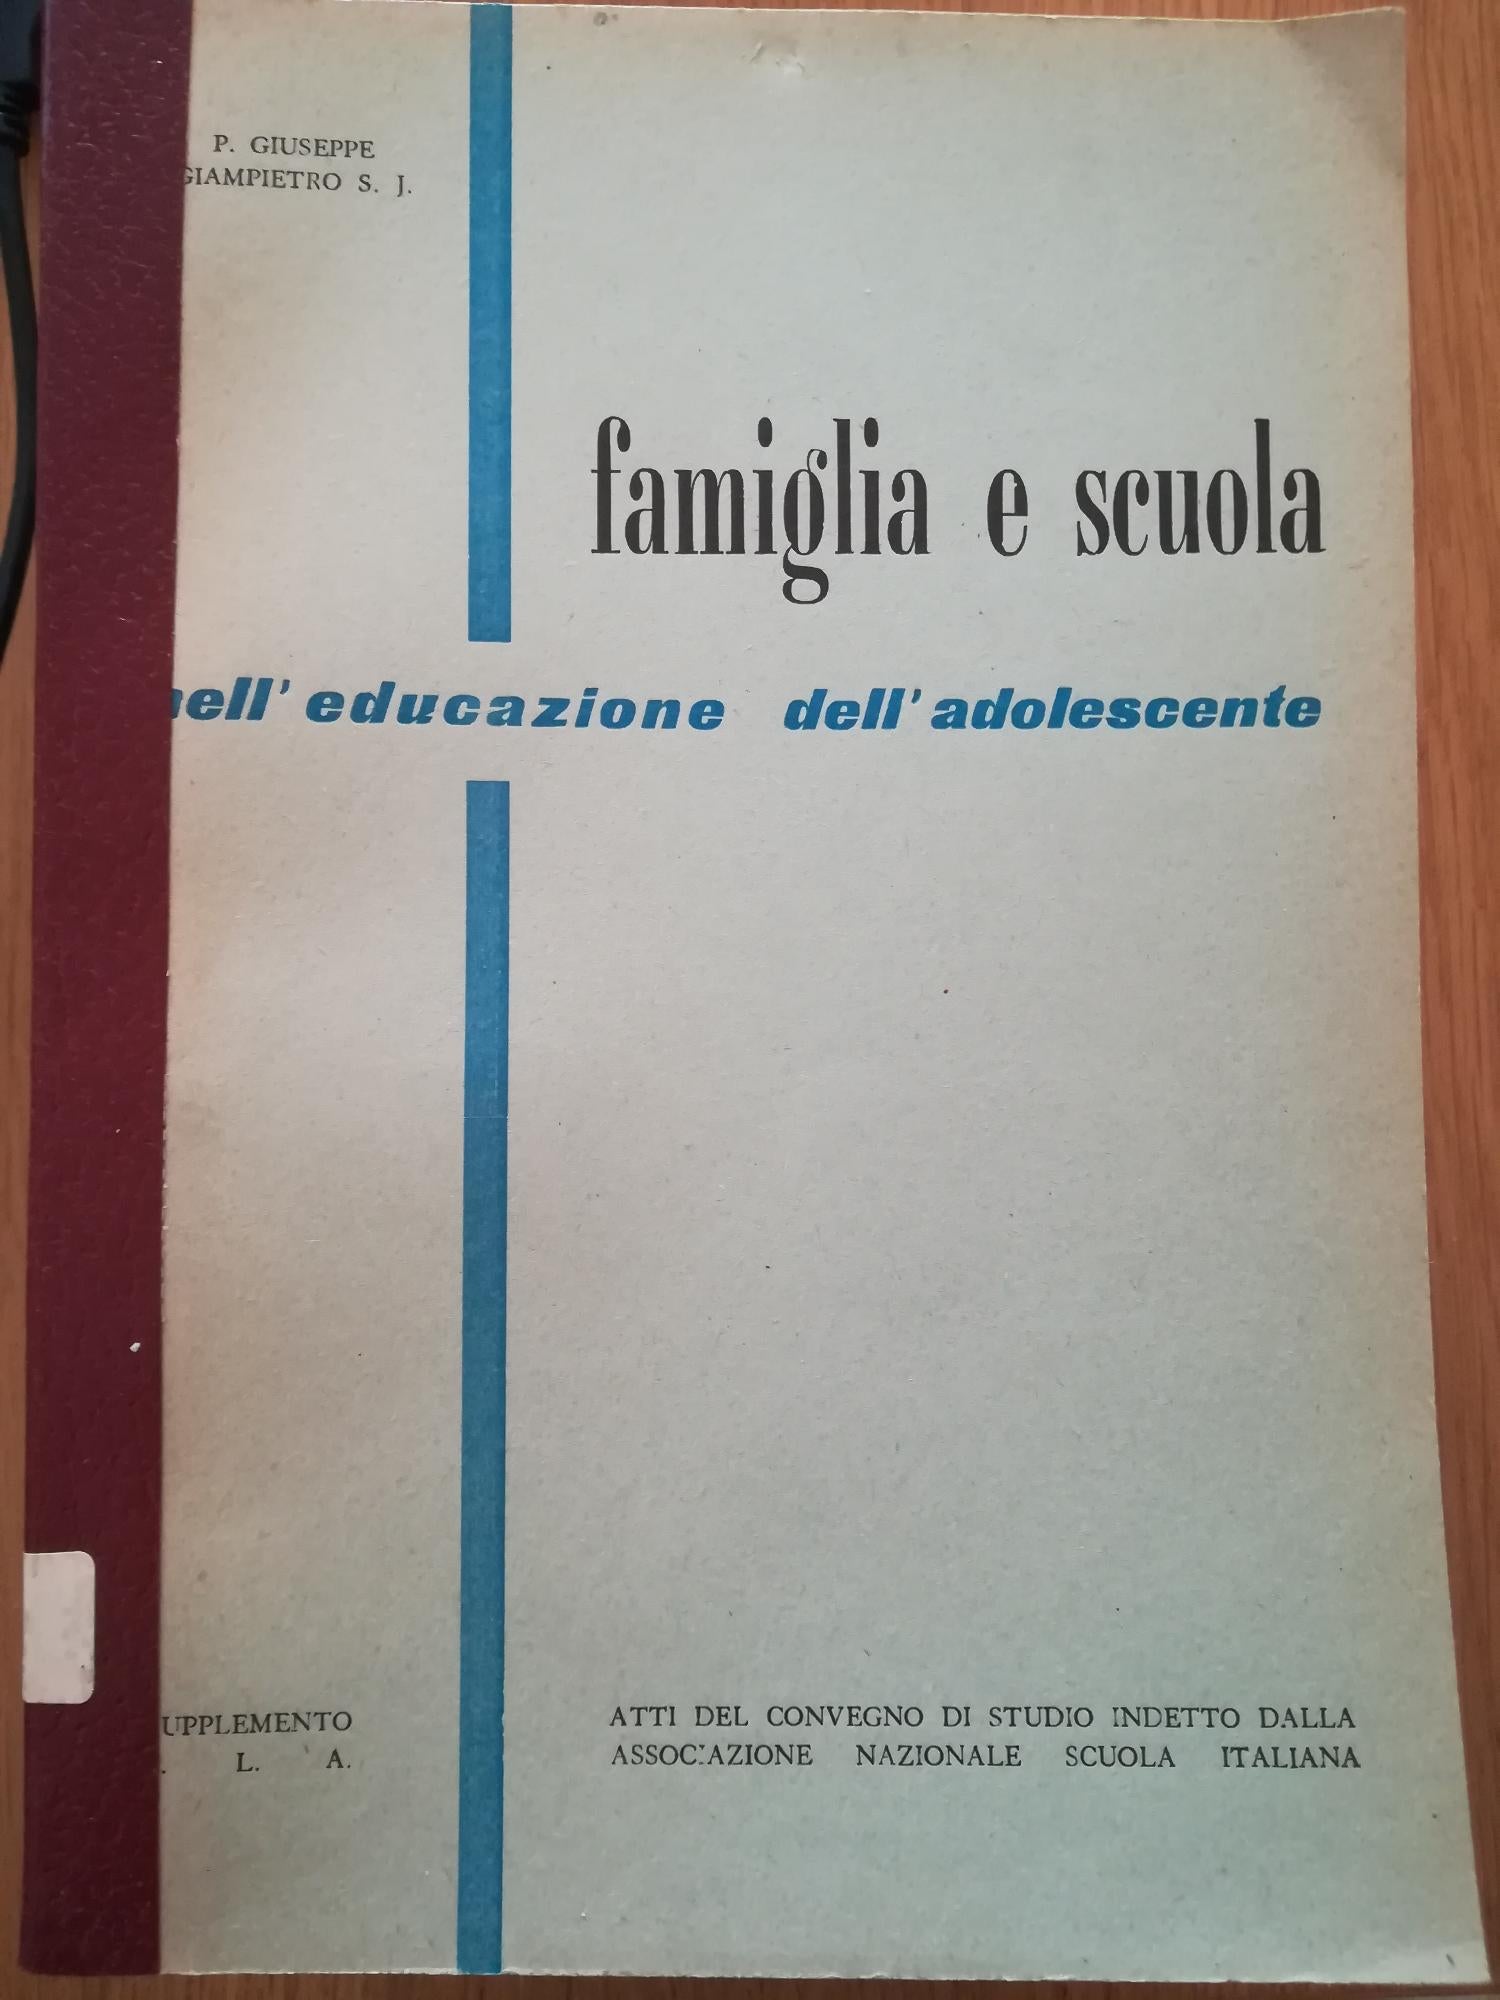 P. GIUSEPPE
GIAMPIETRO S. J.
famiglia e scuola
nell'educazione dell'adolescente
UPPLEMENTO
. L. A.
ATTI DEL CONVEGNO DI STUDIO INDETTO DALLA
ASSOCIAZIONE NAZIONALE SCUOLA ITALIANA